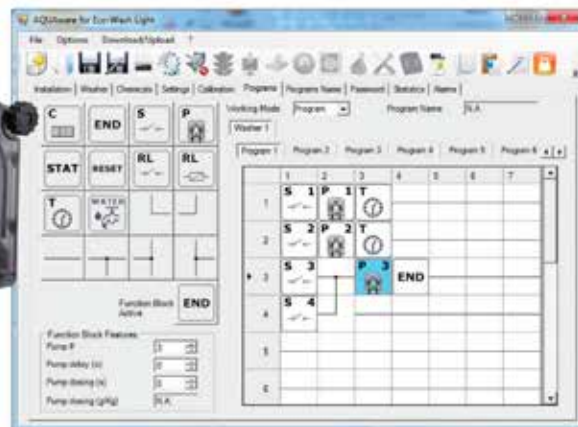 AQUAware for Eco-Wash Light
File Options Download/Upload ?
Installation Washer Chemicals Settings Calibration Programs Programs Name Password Statistics Alarms
C END S P
STAT RESET RL RL
T WATER
Function Block
Active
END
Function Block Features
Pump # 3
Pump delay (s) 0
Pump dosing (s) 0
Pump dosing (g/Kg) N.A.
Working Mode Program Program Name N.A.
Washer 1
Program 1 Program 2 Program 3 Program 4 Program 5 Program 6
1 2 3 4 5 6 7
1 S 1 P 1 T
2 S 2 P 2 T
3 S 3 P 3 END
4 S 4
5
6